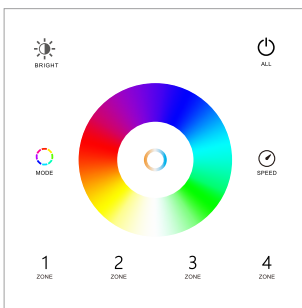 BRIGHT
ALL
MODE
SPEED
1 2 3 4
ZONE ZONE ZONE ZONE